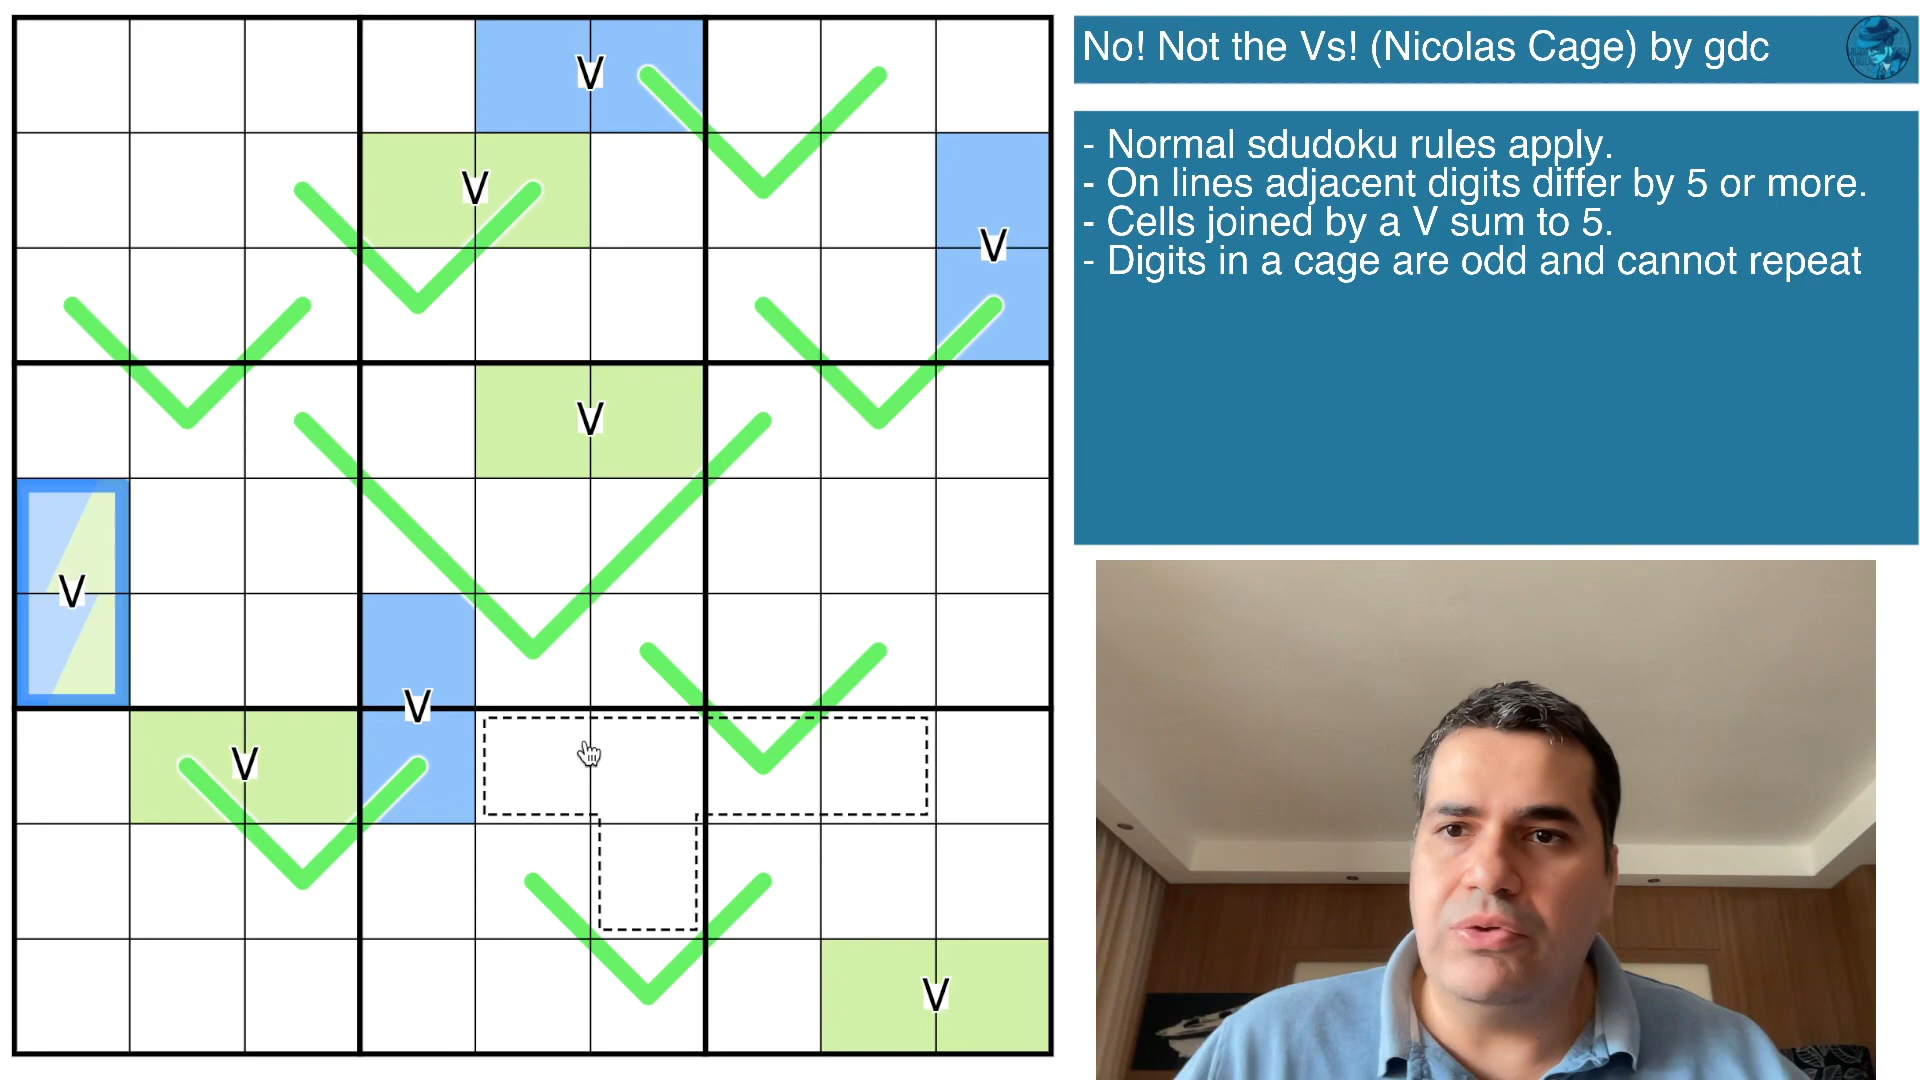 No! Not the Vs! (Nicolas Cage) by gdc
- Normal sdudoku rules apply.
- On lines adjacent digits differ by 5 or more.
- Cells joined by a V sum to 5.
- Digits in a cage are odd and cannot repeat
V
V
V
V
V
V
V
V